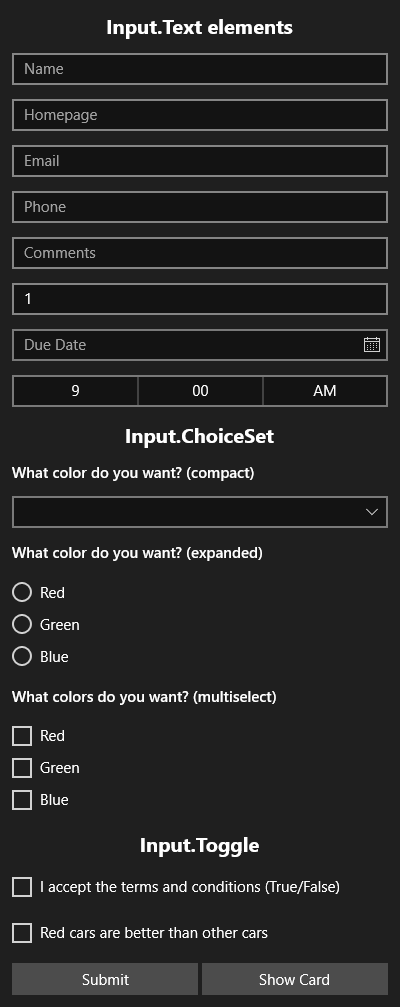 Input.Text elements
Name
Homepage
Email
Phone
Comments
1
Due Date
9 00 AM
Input.ChoiceSet
What color do you want? (compact)
What color do you want? (expanded)
Red
Green
Blue
What colors do you want? (multiselect)
Red
Green
Blue
Input.Toggle
I accept the terms and conditions (True/False)
Red cars are better than other cars
Submit Show Card